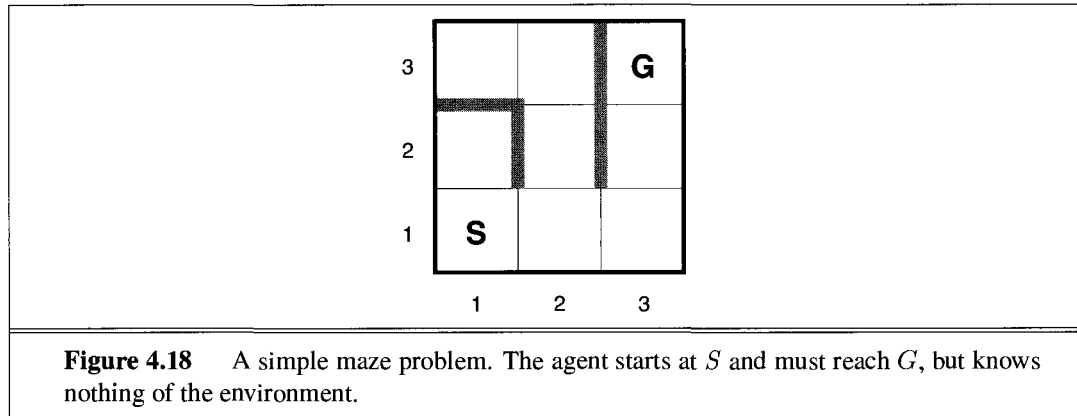 3 G
2
1 S
1 2 3
Figure 4.18 A simple maze problem. The agent starts at S and must reach G, but knows
nothing of the environment.